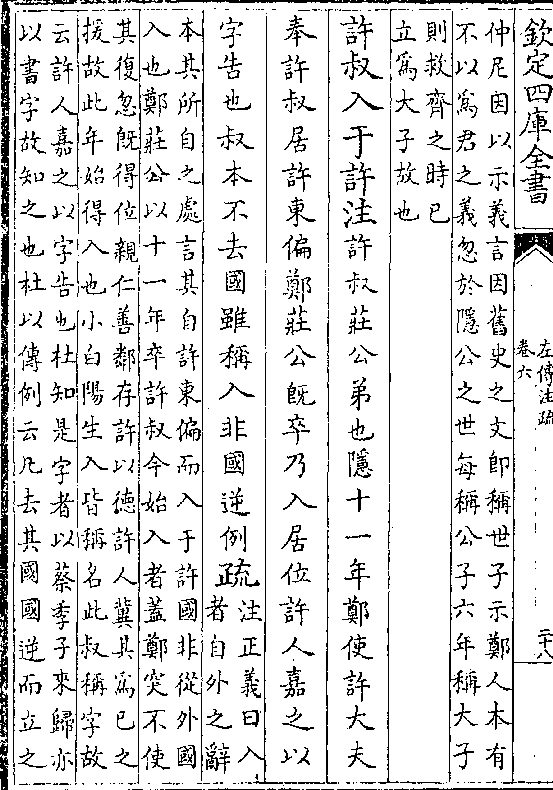 欽定四庫全書
左傳注疏
卷六
二十八
仲尼因以示義言因舊史之文即稱世子示鄭人本有
不以為君之義忽於隱公之世每稱公子六年稱大子
則救齊之時已
立為大子故也
許叔入于許注許叔莊公弟也隱十一年鄭使許大夫
奉許叔居許東偏鄭莊公既卒乃入居位許人嘉之以
字告也叔本不去國雖稱入非國逆例疏
注正義曰入
者自外之辭
本其所自之處言其自許東偏而入于許國非從外國
入也鄭莊公以十一年卒許叔今始入者蓋鄭突不使
其復忽既得位親仁善鄰存許以德許人冀其為已之
援故此年始得入也小白陽生入皆稱名此叔稱字故
云許人嘉之以字告也杜知是字者以蔡季子來歸亦
以書字故知之也杜以傳例云凡去其國國逆而立之